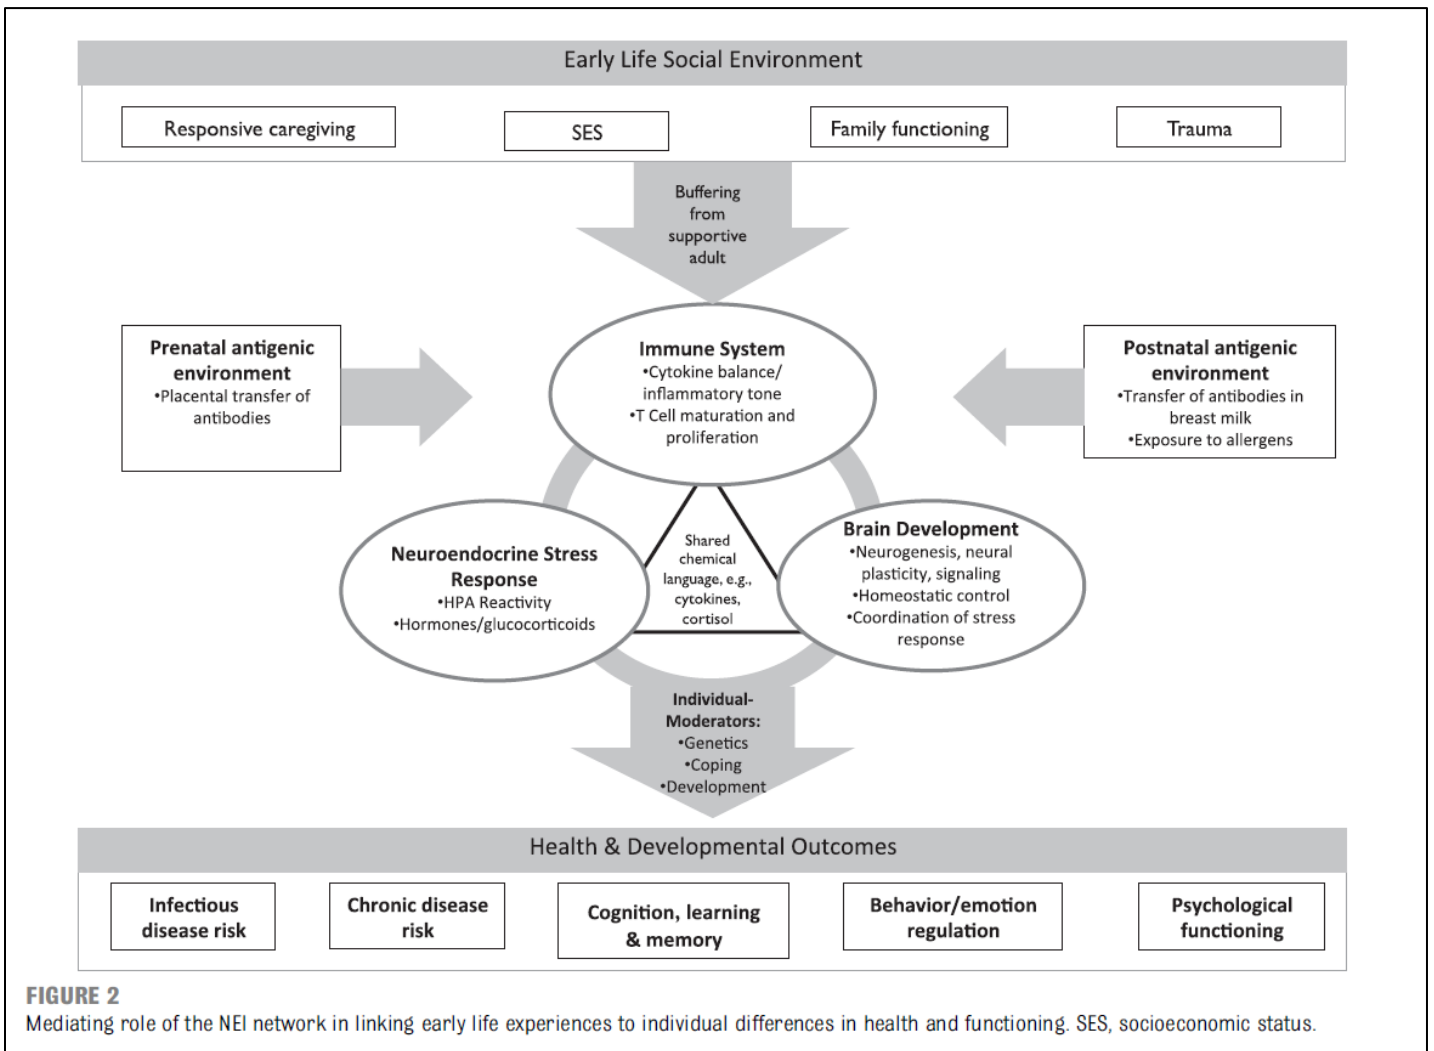 Early Life Social Environment
Responsive caregiving
SES
Family functioning
Trauma
Buffering
from
supportive
adult
Prenatal antigenic
environment
•Placental transfer of
antibodies
Immune System
•Cytokine balance/
inflammatory tone
•T Cell maturation and
proliferation
Postnatal antigenic
environment
•Transfer of antibodies in
breast milk
•Exposure to allergens
Neuroendocrine Stress
Response
•HPA Reactivity
•Hormones/glucocorticoids
Shared
chemical
language, e.g.,
cytokines,
cortisol
Brain Development
•Neurogenesis, neural
plasticity, signaling
•Homeostatic control
•Coordination of stress
response
Individual-
Moderators:
•Genetics
•Coping
•Development
Health & Developmental Outcomes
Infectious
disease risk
Chronic disease
risk
Cognition, learning
& memory
Behavior/emotion
regulation
Psychological
functioning
FIGURE 2
Mediating role of the NEI network in linking early life experiences to individual differences in health and functioning. SES, socioeconomic status.